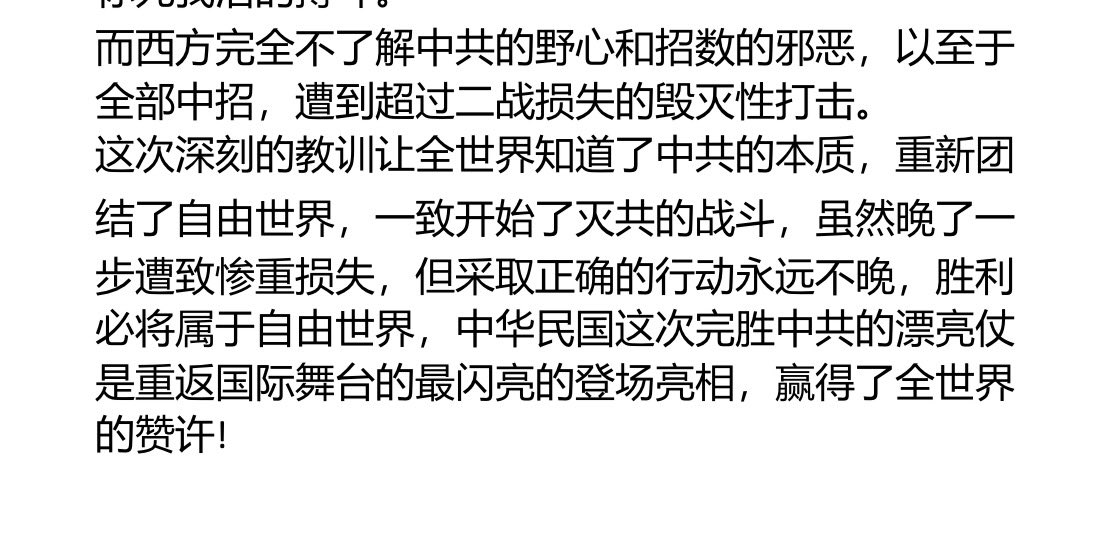 而西方完全不了解中共的野心和招数的邪恶，以至于
全部中招，遭到超过二战损失的毁灭性打击。
这次深刻的教训让全世界知道了中共的本质，重新团
结了自由世界，一致开始了灭共的战斗，虽然晚了一
步遭致惨重损失，但采取正确的行动永远不晚，胜利
必将属于自由世界，中华民国这次完胜中共的漂亮仗
是重返国际舞台的最闪亮的登场亮相，赢得了全世界
的赞许!